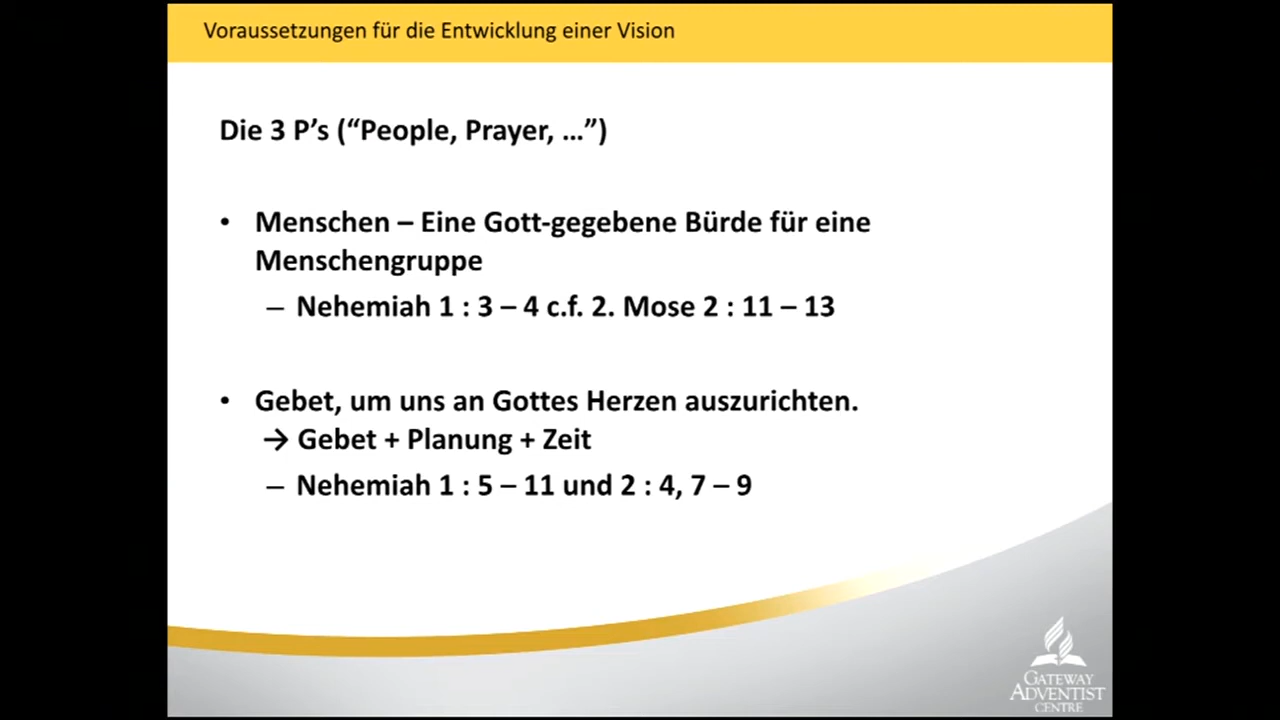 Voraussetzungen für die Entwicklung einer Vision
Die 3 P’s (“People, Prayer, …”)
• Menschen – Eine Gott-gegebene Bürde für eine
Menschengruppe
– Nehemiah 1 : 3 – 4 c.f. 2. Mose 2 : 11 – 13
• Gebet, um uns an Gottes Herzen auszurichten.
→ Gebet + Planung + Zeit
– Nehemiah 1 : 5 – 11 und 2 : 4, 7 – 9
GATEWAY
ADVENTIST
CENTRE